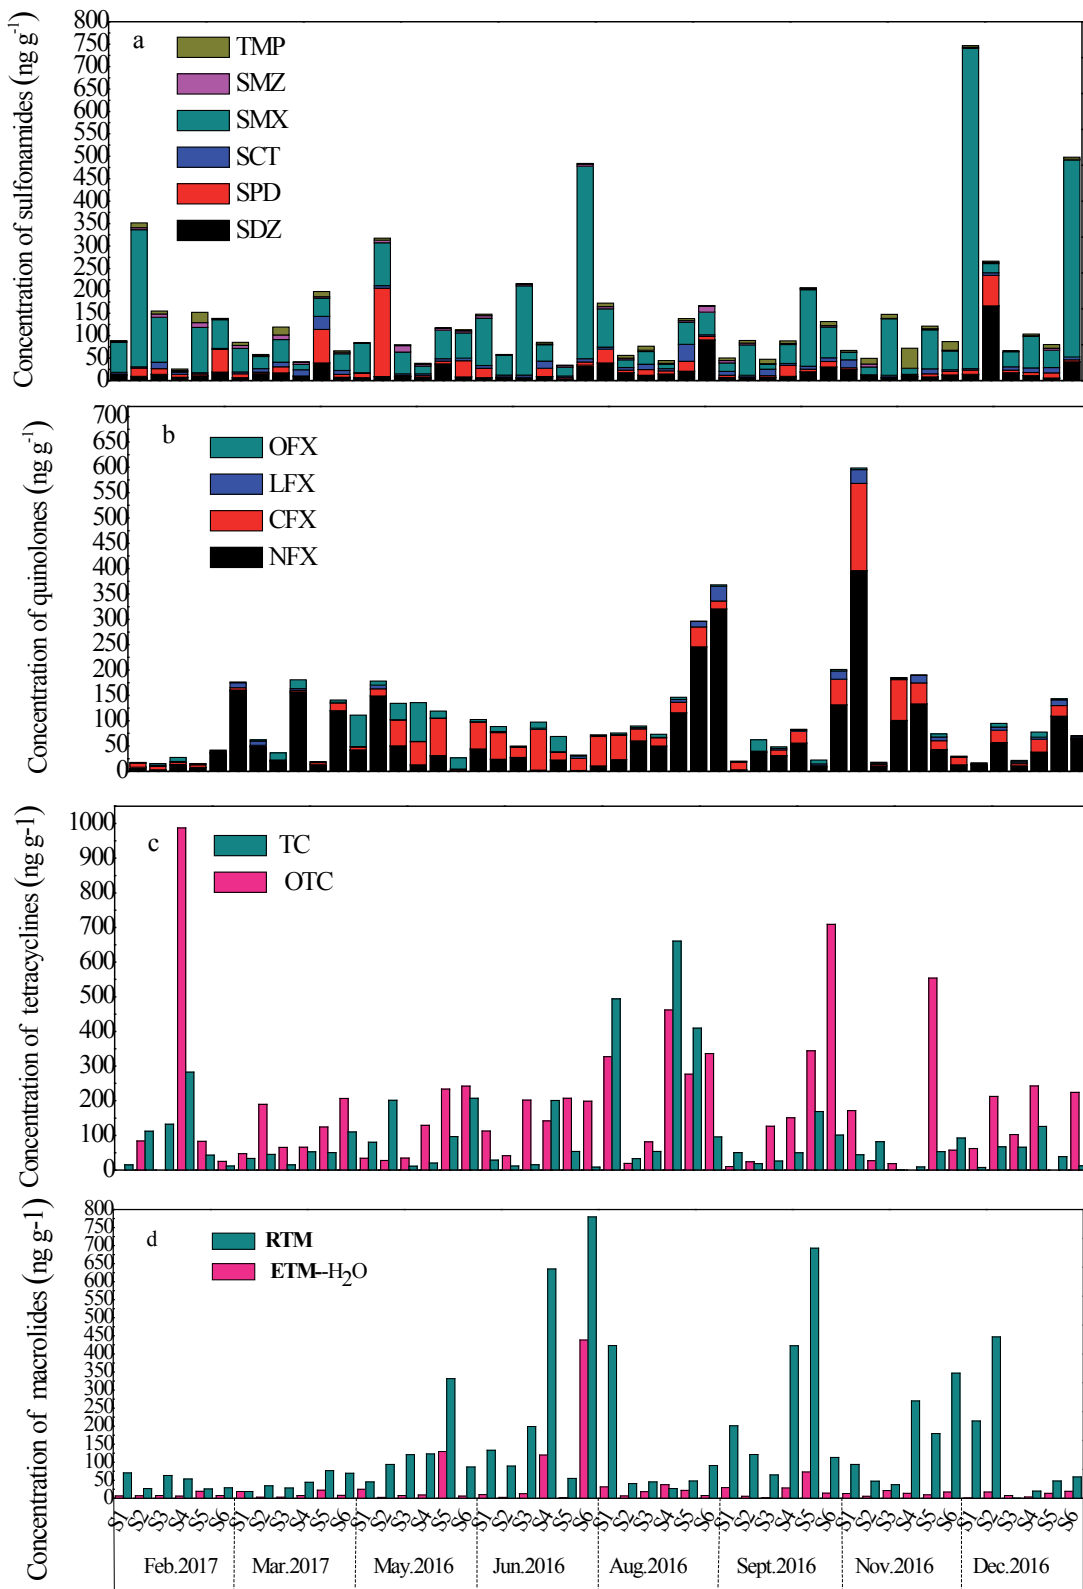 Concentration of sulfonamides (ng g-1)
800
750
700
650
600
550
500
450
400
350
300
250
200
150
100
50
0
a
TMP
SMZ
SMX
SCT
SPD
SDZ
Concentration of quinolones (ng g-1)
700
650
600
550
500
450
400
350
300
250
200
150
100
50
0
b
OFX
LFX
CFX
NFX
Concentration of tetracyclines (ng g-1)
1000
900
800
700
600
500
400
300
200
100
0
c
TC
OTC
Concentration of macrolides (ng g-1)
800
750
700
650
600
550
500
450
400
350
300
250
200
150
100
50
0
d
RTM
ETM--H2O
S1 S2 S3 S4 S5 S6 S1 S2 S3 S4 S5 S6 S1 S2 S3 S4 S5 S6 S1 S2 S3 S4 S5 S6 S1 S2 S3 S4 S5 S6 S1 S2 S3 S4 S5 S6 S1 S2 S3 S4 S5 S6 S1 S2 S3 S4 S5 S6
Feb.2017 Mar.2017 May.2016 Jun.2016 Aug.2016 Sept.2016 Nov.2016 Dec.2016